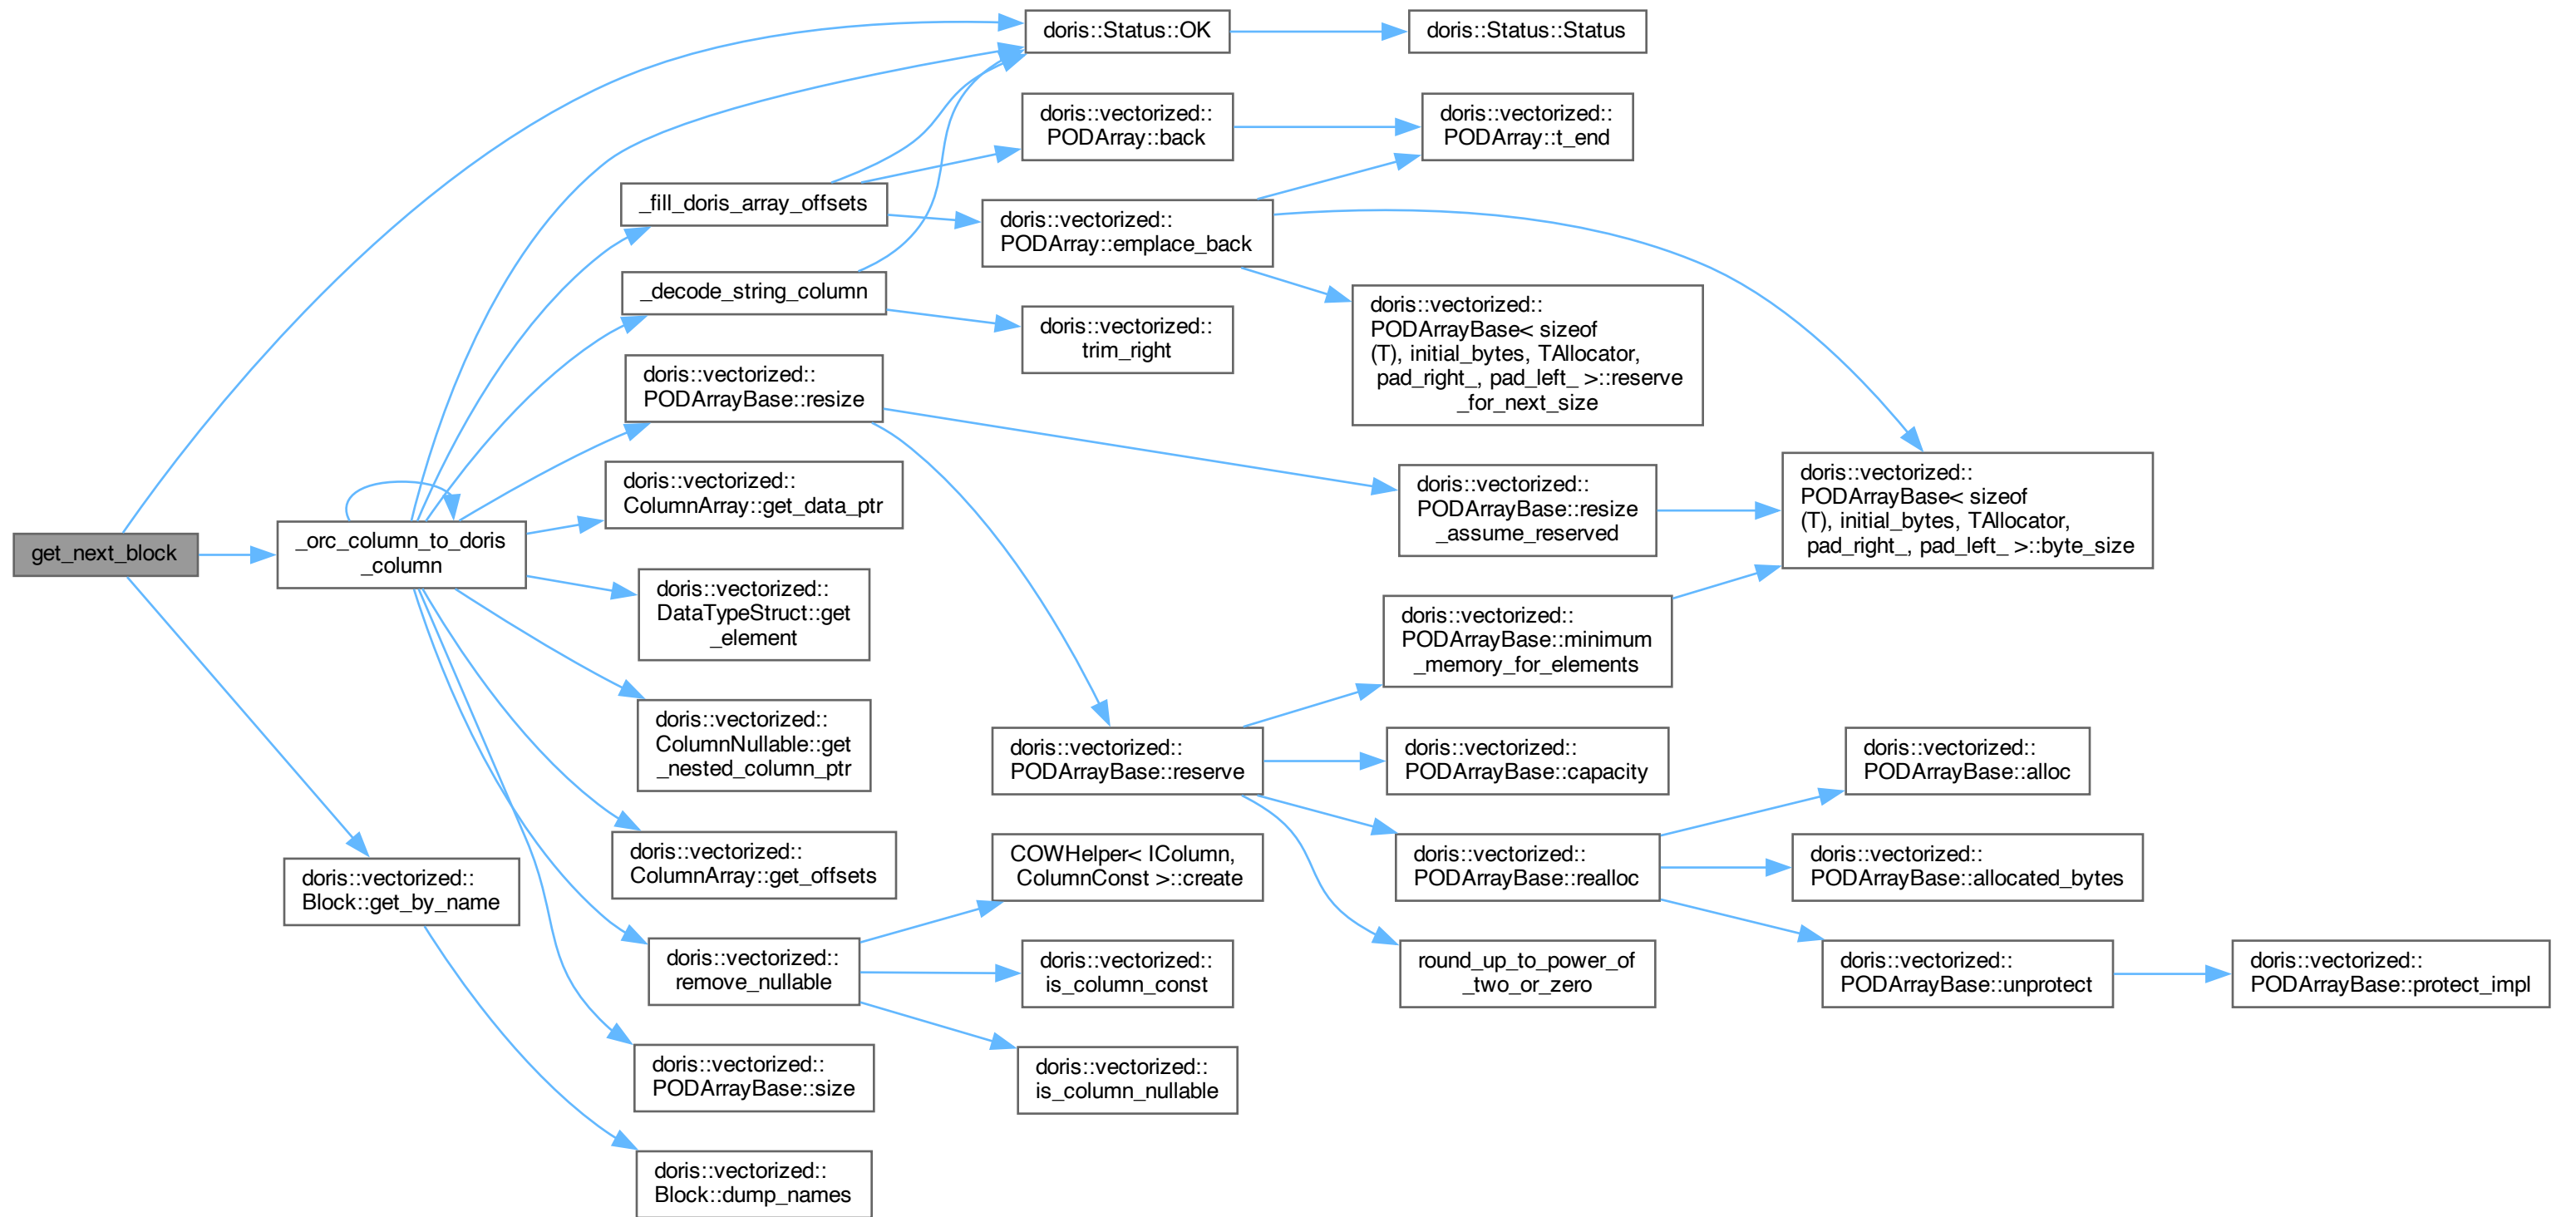 doris::Status::OK
doris::Status::Status
doris::vectorized::
PODArray::back
doris::vectorized::
PODArray::t_end
_fill_doris_array_offsets
doris::vectorized::
PODArray::emplace_back
_decode_string_column
doris::vectorized::
trim_right
doris::vectorized::
PODArrayBase< sizeof
(T), initial_bytes, TAllocator,
pad_right_, pad_left_ >::reserve
_for_next_size
doris::vectorized::
PODArrayBase::resize
doris::vectorized::
ColumnArray::get_data_ptr
doris::vectorized::
PODArrayBase::resize
_assume_reserved
doris::vectorized::
PODArrayBase< sizeof
(T), initial_bytes, TAllocator,
pad_right_, pad_left_ >::byte_size
get_next_block
_orc_column_to_doris
_column
doris::vectorized::
DataTypeStruct::get
_element
doris::vectorized::
PODArrayBase::minimum
_memory_for_elements
doris::vectorized::
ColumnNullable::get
_nested_column_ptr
doris::vectorized::
PODArrayBase::reserve
doris::vectorized::
PODArrayBase::capacity
doris::vectorized::
PODArrayBase::alloc
doris::vectorized::
Block::get_by_name
doris::vectorized::
ColumnArray::get_offsets
COWHelper< IColumn,
ColumnConst >::create
doris::vectorized::
PODArrayBase::realloc
doris::vectorized::
PODArrayBase::allocated_bytes
doris::vectorized::
remove_nullable
doris::vectorized::
is_column_const
round_up_to_power_of
_two_or_zero
doris::vectorized::
PODArrayBase::unprotect
doris::vectorized::
PODArrayBase::protect_impl
doris::vectorized::
PODArrayBase::size
doris::vectorized::
is_column_nullable
doris::vectorized::
Block::dump_names